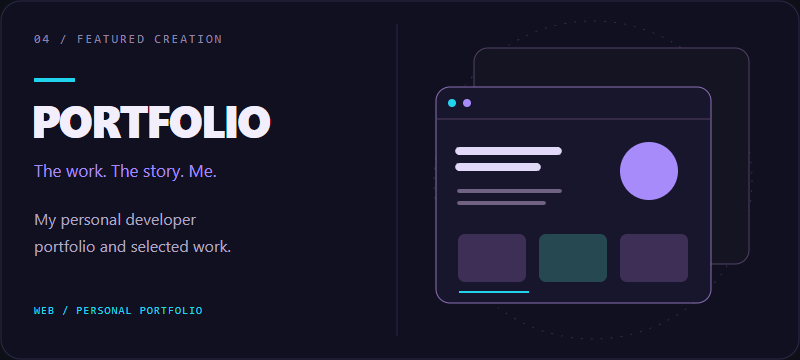 04 / FEATURED CREATION
PORTFOLIO
The work. The story. Me.
My personal developer
portfolio and selected work.
WEB / PERSONAL PORTFOLIO